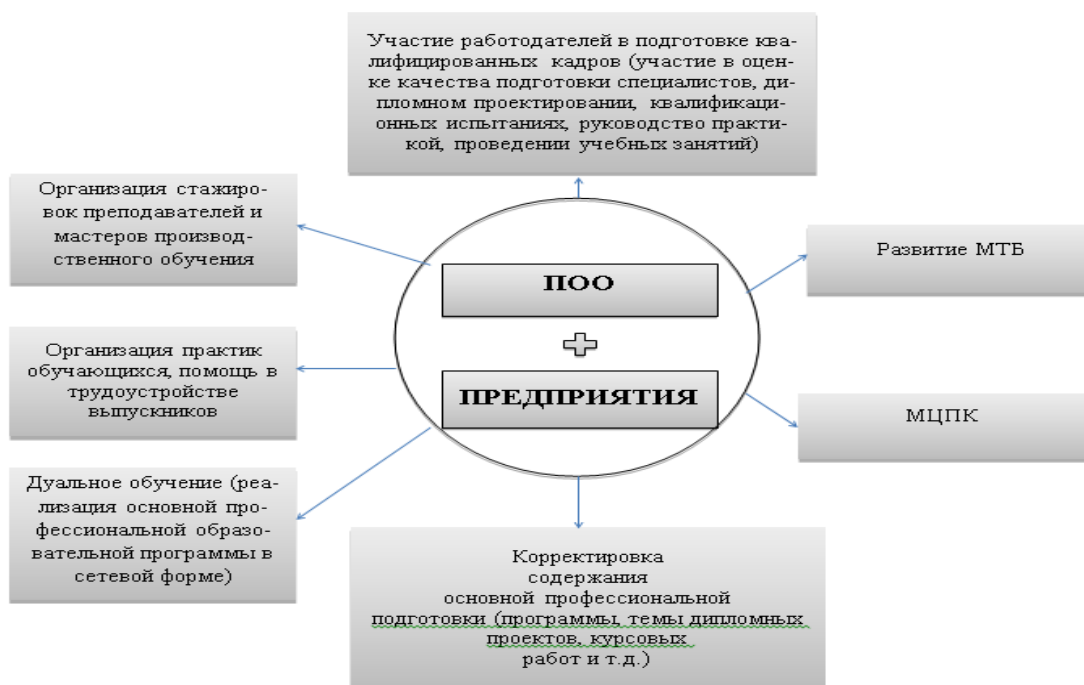 Участие работодателей в подготовке ква-
лифицированных кадров (участие в оцен-
ке качества подготовки специалистов, ди-
пломном проектировании, квалификаци-
онных испытаниях, руководство практи-
кой, проведении учебных занятий)
Организация стажиро-
вок преподавателей и
мастеров производ-
ственного обучения
ПОО
Развитие МТБ
Организация практик
обучающихся, помощь в
трудоустройстве
выпускников
ПРЕДПРИЯТИЯ
МЦПК
Дуальное обучение (реа-
лизация основной про-
фессиональной образо-
вательной программы в
сетевой форме)
Корректировка
содержания
основной профессиональной
подготовки (программы, темы дипломных
проектов, курсовых
работ и т.д.)